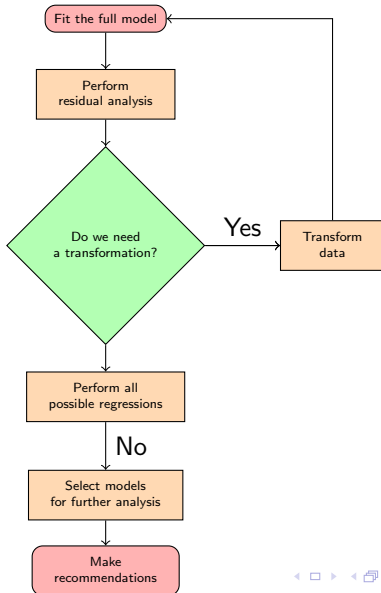 Fit the full model
Perform
residual analysis
Do we need
a transformation?
Yes
Transform
data
Perform all
possible regressions
No
Select models
for further analysis
Make
recommendations